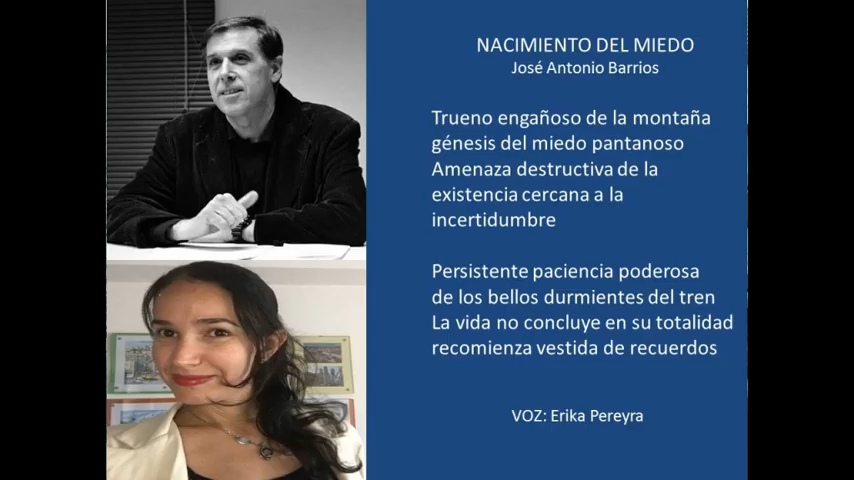 NACIMIENTO DEL MIEDO
José Antonio Barrios
Trueno engañoso de la montaña
génesis del miedo pantanoso
Amenaza destructiva de la
existencia cercana a la
incertidumbre
Persistente paciencia poderosa
de los bellos durmientes del tren
La vida no concluye en su totalidad
recomienza vestida de recuerdos
VOZ: Erika Pereyra